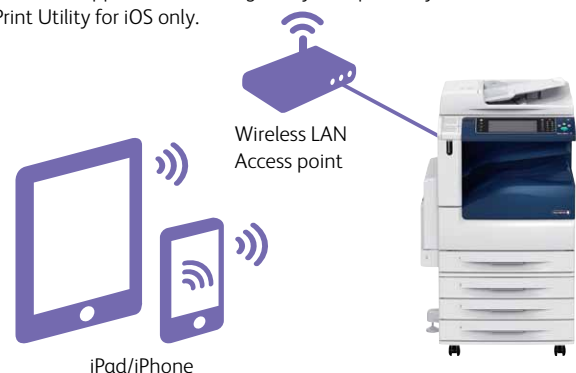 Print Utility for iOS only.
Wireless LAN
Access point
iPad/iPhone